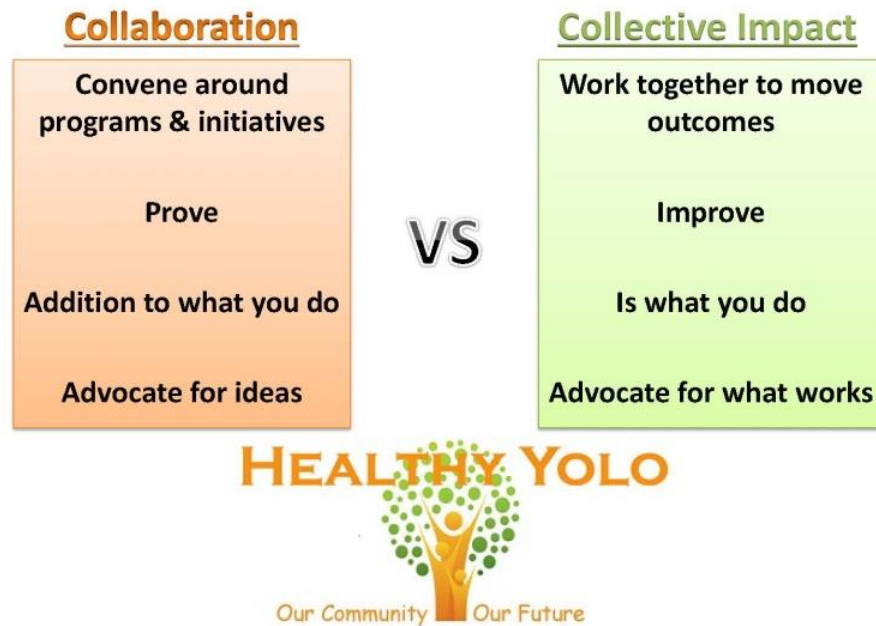 Collaboration
Convene around
programs & initiatives
Prove
Addition to what you do
Advocate for ideas
VS
Collective Impact
Work together to move
outcomes
Improve
Is what you do
Advocate for what works
HEALTHY YOLO
Our Community Our Future